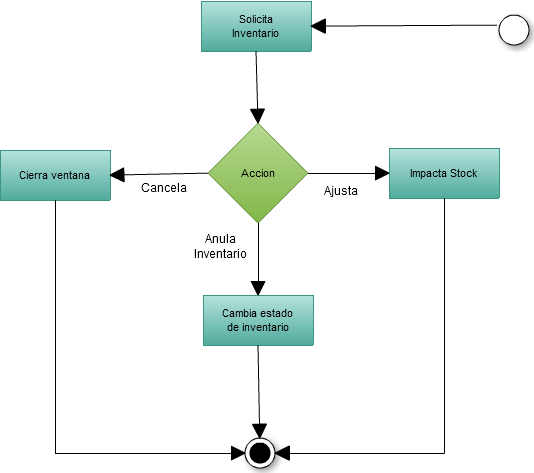 Solicita
Inventario
Accion
Cierra ventana
Cancela
Ajusta
Impacta Stock
Anula
Inventario
Cambia estado
de inventario